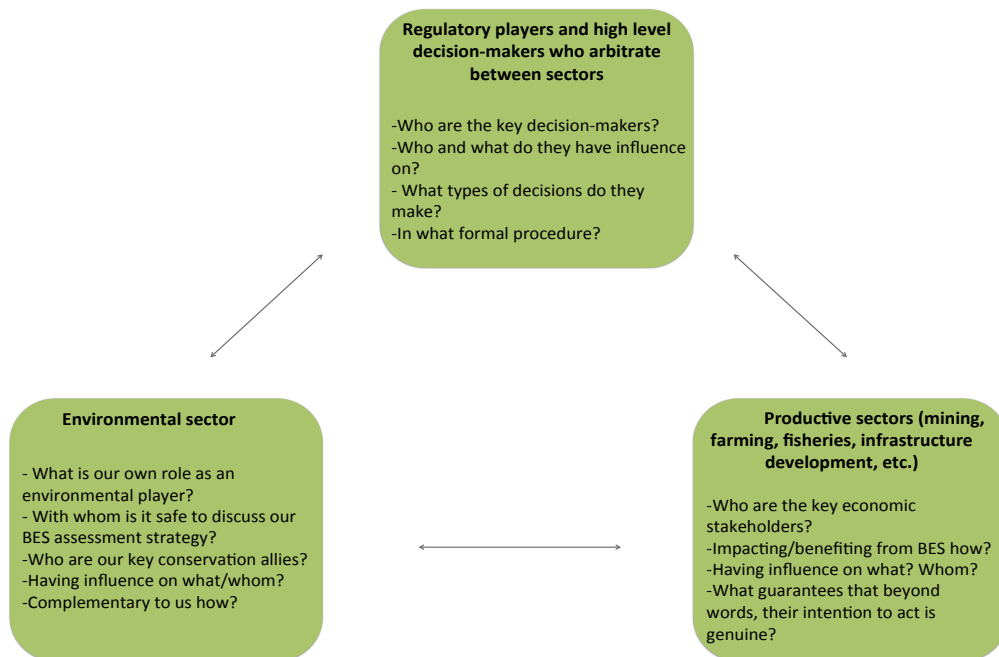 Regulatory players and high level
decision-makers who arbitrate
between sectors
-Who are the key decision-makers?
-Who and what do they have influence
on?
- What types of decisions do they
make?
-In what formal procedure?
Environmental sector
- What is our own role as an
environmental player?
- With whom is it safe to discuss our
BES assessment strategy?
-Who are our key conservation allies?
-Having influence on what/whom?
-Complementary to us how?
Productive sectors (mining,
farming, fisheries, infrastructure
development, etc.)
-Who are the key economic
stakeholders?
-Impacting/benefiting from BES how?
-Having influence on what? Whom?
-What guarantees that beyond
words, their intention to act is
genuine?